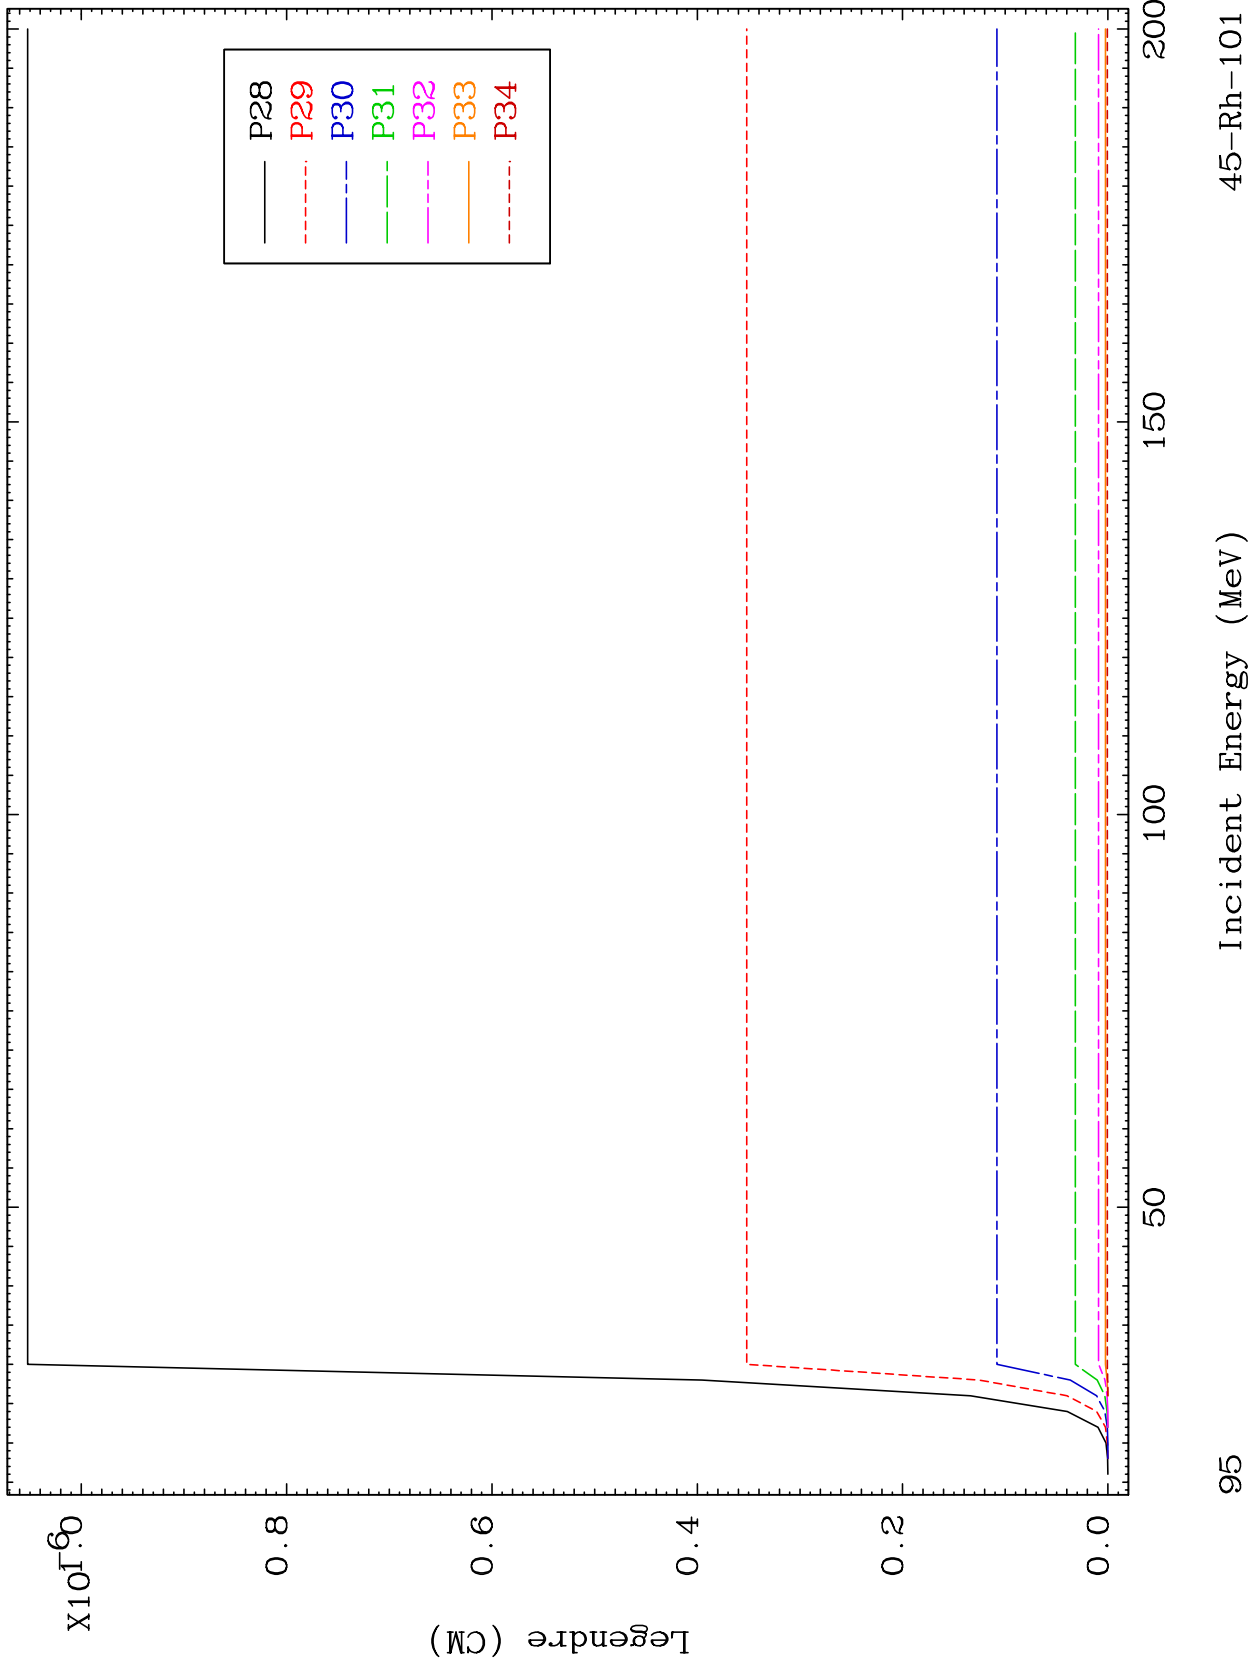 X10-6
1.0
0.8
0.6
0.4
0.2
0.0
Legendre (CM)
P28
P29
P30
P31
P32
P33
P34
50
100
150
200
Incident Energy (MeV)
95
45-Rh-101